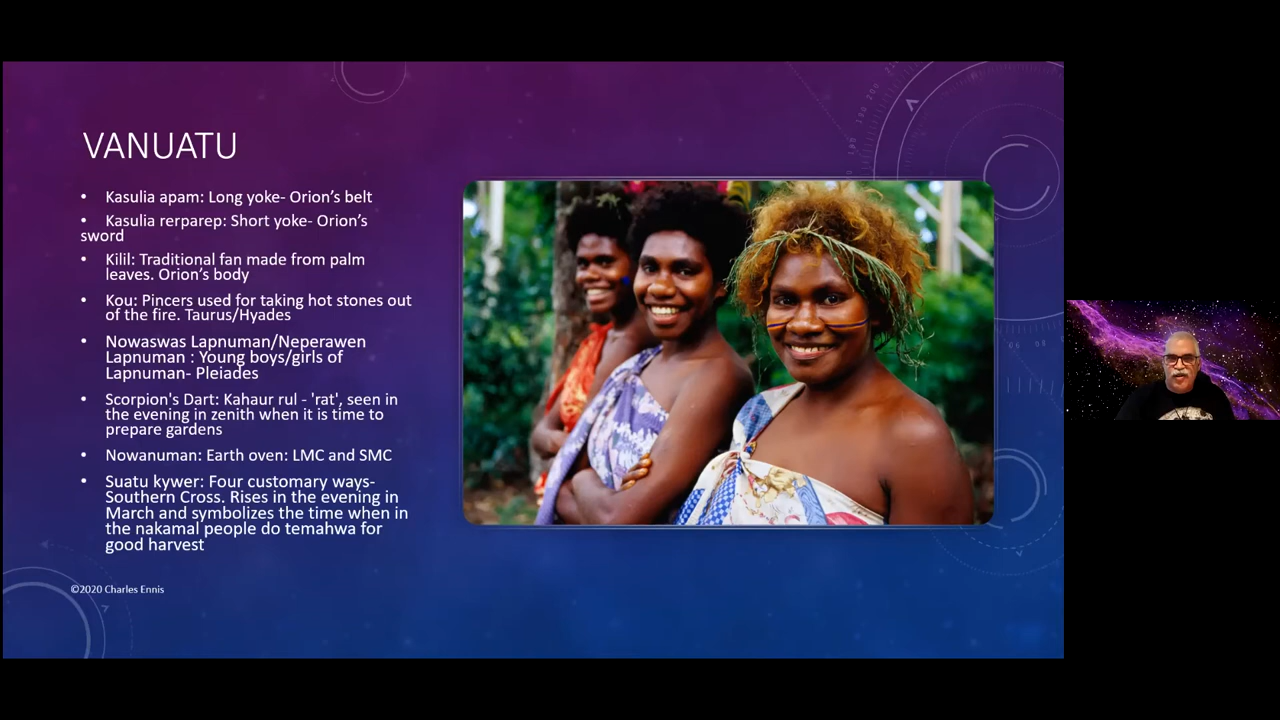 VANUATU
• Kasulia apam: Long yoke- Orion’s belt
• Kasulia rerparep: Short yoke- Orion’s
sword
• Kilil: Traditional fan made from palm
leaves. Orion’s body
• Kou: Pincers used for taking hot stones out
of the fire. Taurus/Hyades
• Nowaswas Lapnuman/Neperawen
Lapnuman : Young boys/girls of
Lapnuman- Pleiades
• Scorpion's Dart: Kahaur rul - 'rat', seen in
the evening in zenith when it is time to
prepare gardens
• Nowanuman: Earth oven: LMC and SMC
• Suatu kywer: Four customary ways-
Southern Cross. Rises in the evening in
March and symbolizes the time when in
the nakamal people do temahwa for
good harvest
©2020 Charles Ennis